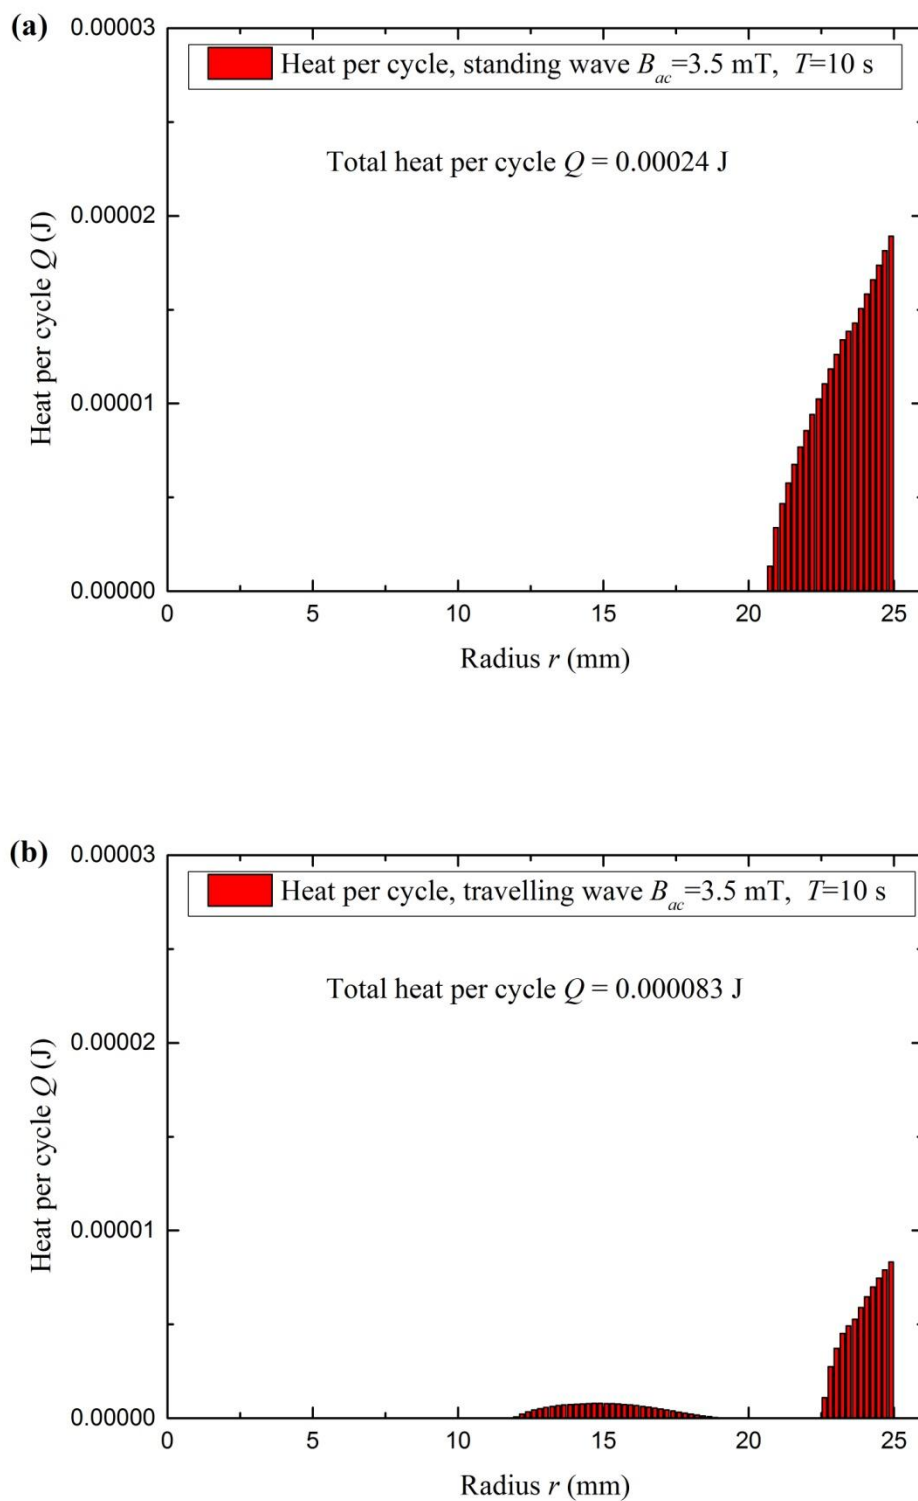 (a)
0.00003
Heat per cycle, standing wave B_ac=3.5 mT, T=10 s
Total heat per cycle Q = 0.00024 J
0.00002
Heat per cycle Q (J)
0.00001
0.00000
0 5 10 15 20 25
Radius r (mm)
(b)
0.00003
Heat per cycle, travelling wave B_ac=3.5 mT, T=10 s
Total heat per cycle Q = 0.000083 J
0.00002
Heat per cycle Q (J)
0.00001
0.00000
0 5 10 15 20 25
Radius r (mm)